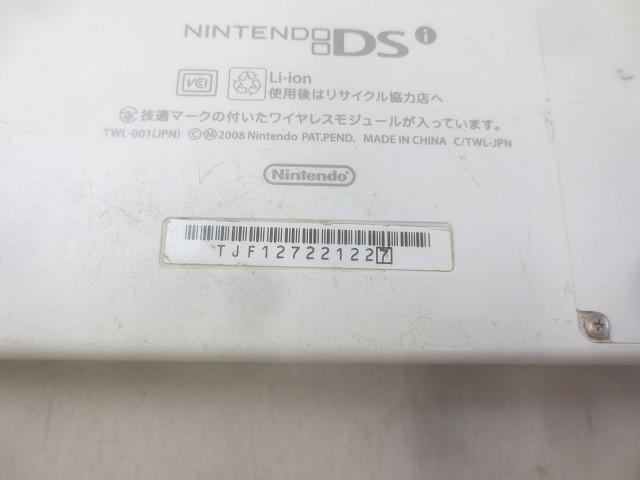 NINTENDO DSi
VCCI
Li-ion
使用後はリサイクル協力店へ
技適マークの付いたワイヤレスモジュールが入っています。
TWL-001(JPN) ©Ⓜ2008 Nintendo PAT.PEND. MADE IN CHINA C/TWL-JPN
Nintendo
TJF127221227